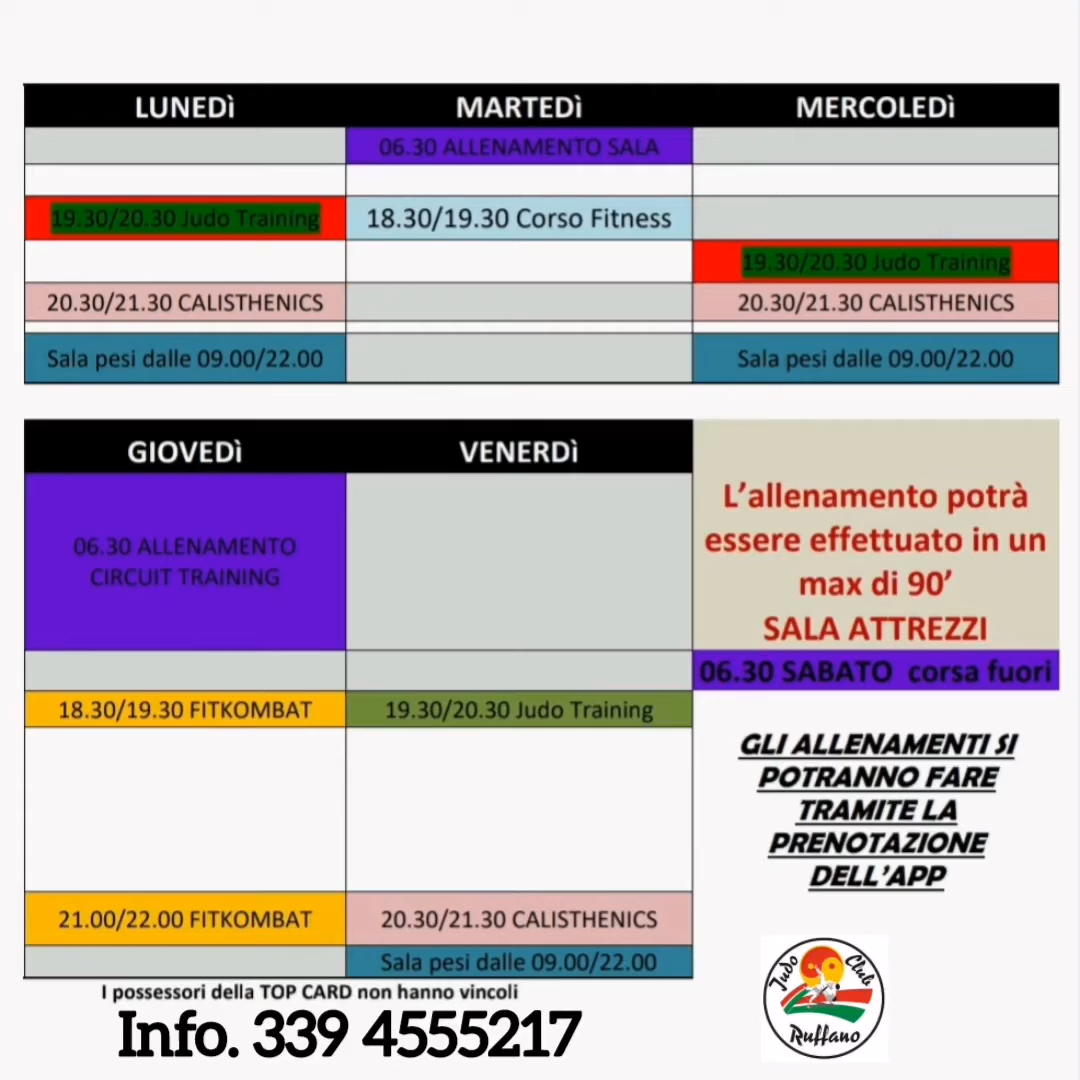 LUNEDì MARTEDì MERCOLEDì
06.30 ALLENAMENTO SALA
19.30/20.30 Judo Training 18.30/19.30 Corso Fitness
19.30/20.30 Judo Training
20.30/21.30 CALISTHENICS 20.30/21.30 CALISTHENICS
Sala pesi dalle 09.00/22.00 Sala pesi dalle 09.00/22.00
GIOVEDì VENERDì
06.30 ALLENAMENTO
CIRCUIT TRAINING
18.30/19.30 FITKOMBAT 19.30/20.30 Judo Training
21.00/22.00 FITKOMBAT 20.30/21.30 CALISTHENICS
Sala pesi dalle 09.00/22.00
L’allenamento potrà
essere effettuato in un
max di 90’
SALA ATTREZZI
06.30 SABATO corsa fuori
GLI ALLENAMENTI SI
POTRANNO FARE
TRAMITE LA
PRENOTAZIONE
DELL’APP
I possessori della TOP CARD non hanno vincoli
Info. 339 4555217
Judo Club
Ruffano